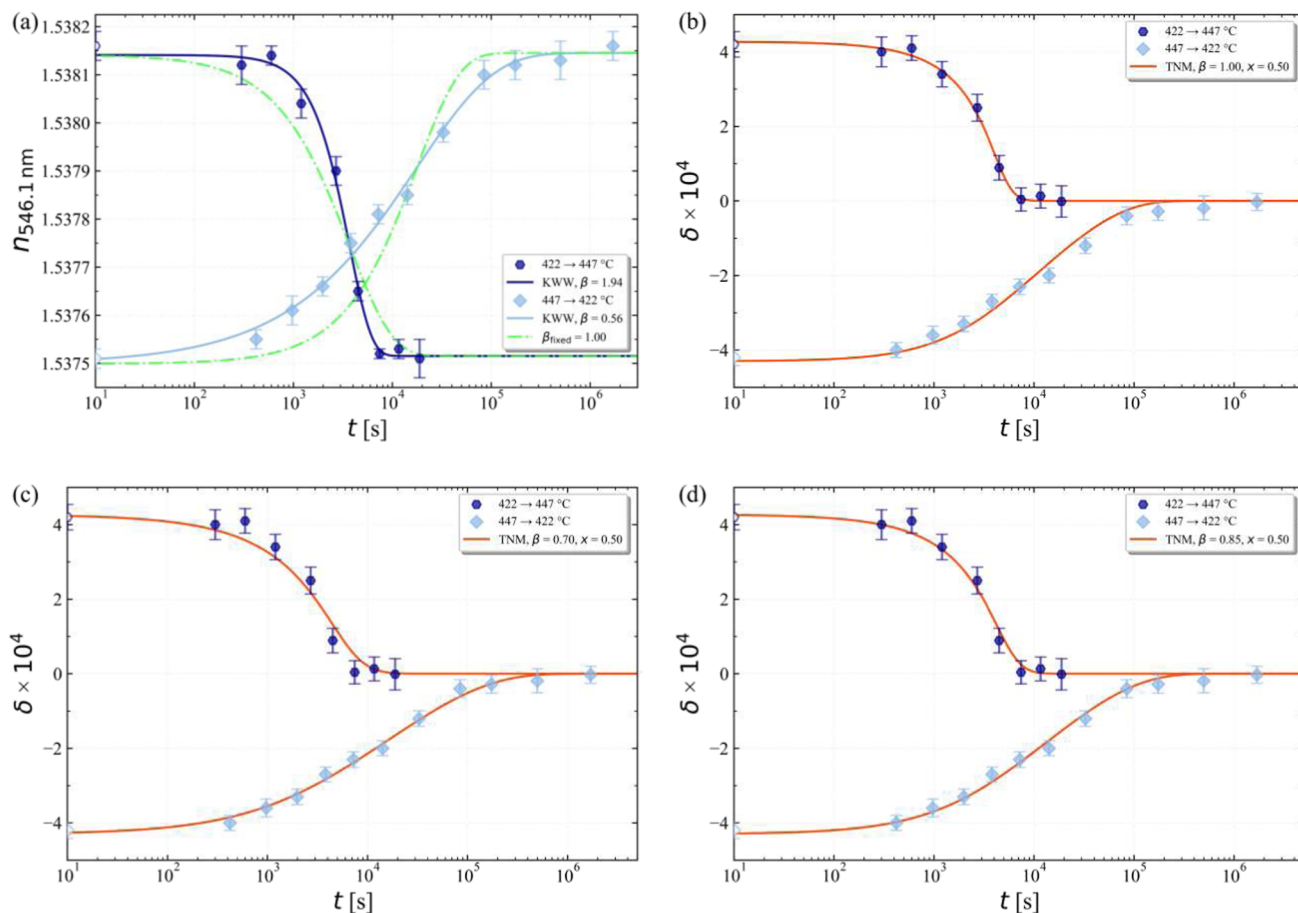 (a)
1.5382
1.5381
1.5380
1.5379
1.5378
1.5377
1.5376
1.5375
n546.1 nm
422 → 447 °C
KWW, β = 1.94
447 → 422 °C
KWW, β = 0.56
βfixed = 1.00
10¹ 10² 10³ 10⁴ 10⁵ 10⁶
t [s]
(b)
4
2
0
−2
−4
δ × 10⁴
422 → 447 °C
447 → 422 °C
TNM, β = 1.00, x = 0.50
10¹ 10² 10³ 10⁴ 10⁵ 10⁶
t [s]
(c)
4
2
0
−2
−4
δ × 10⁴
422 → 447 °C
447 → 422 °C
TNM, β = 0.70, x = 0.50
10¹ 10² 10³ 10⁴ 10⁵ 10⁶
t [s]
(d)
4
2
0
−2
−4
δ × 10⁴
422 → 447 °C
447 → 422 °C
TNM, β = 0.85, x = 0.50
10¹ 10² 10³ 10⁴ 10⁵ 10⁶
t [s]